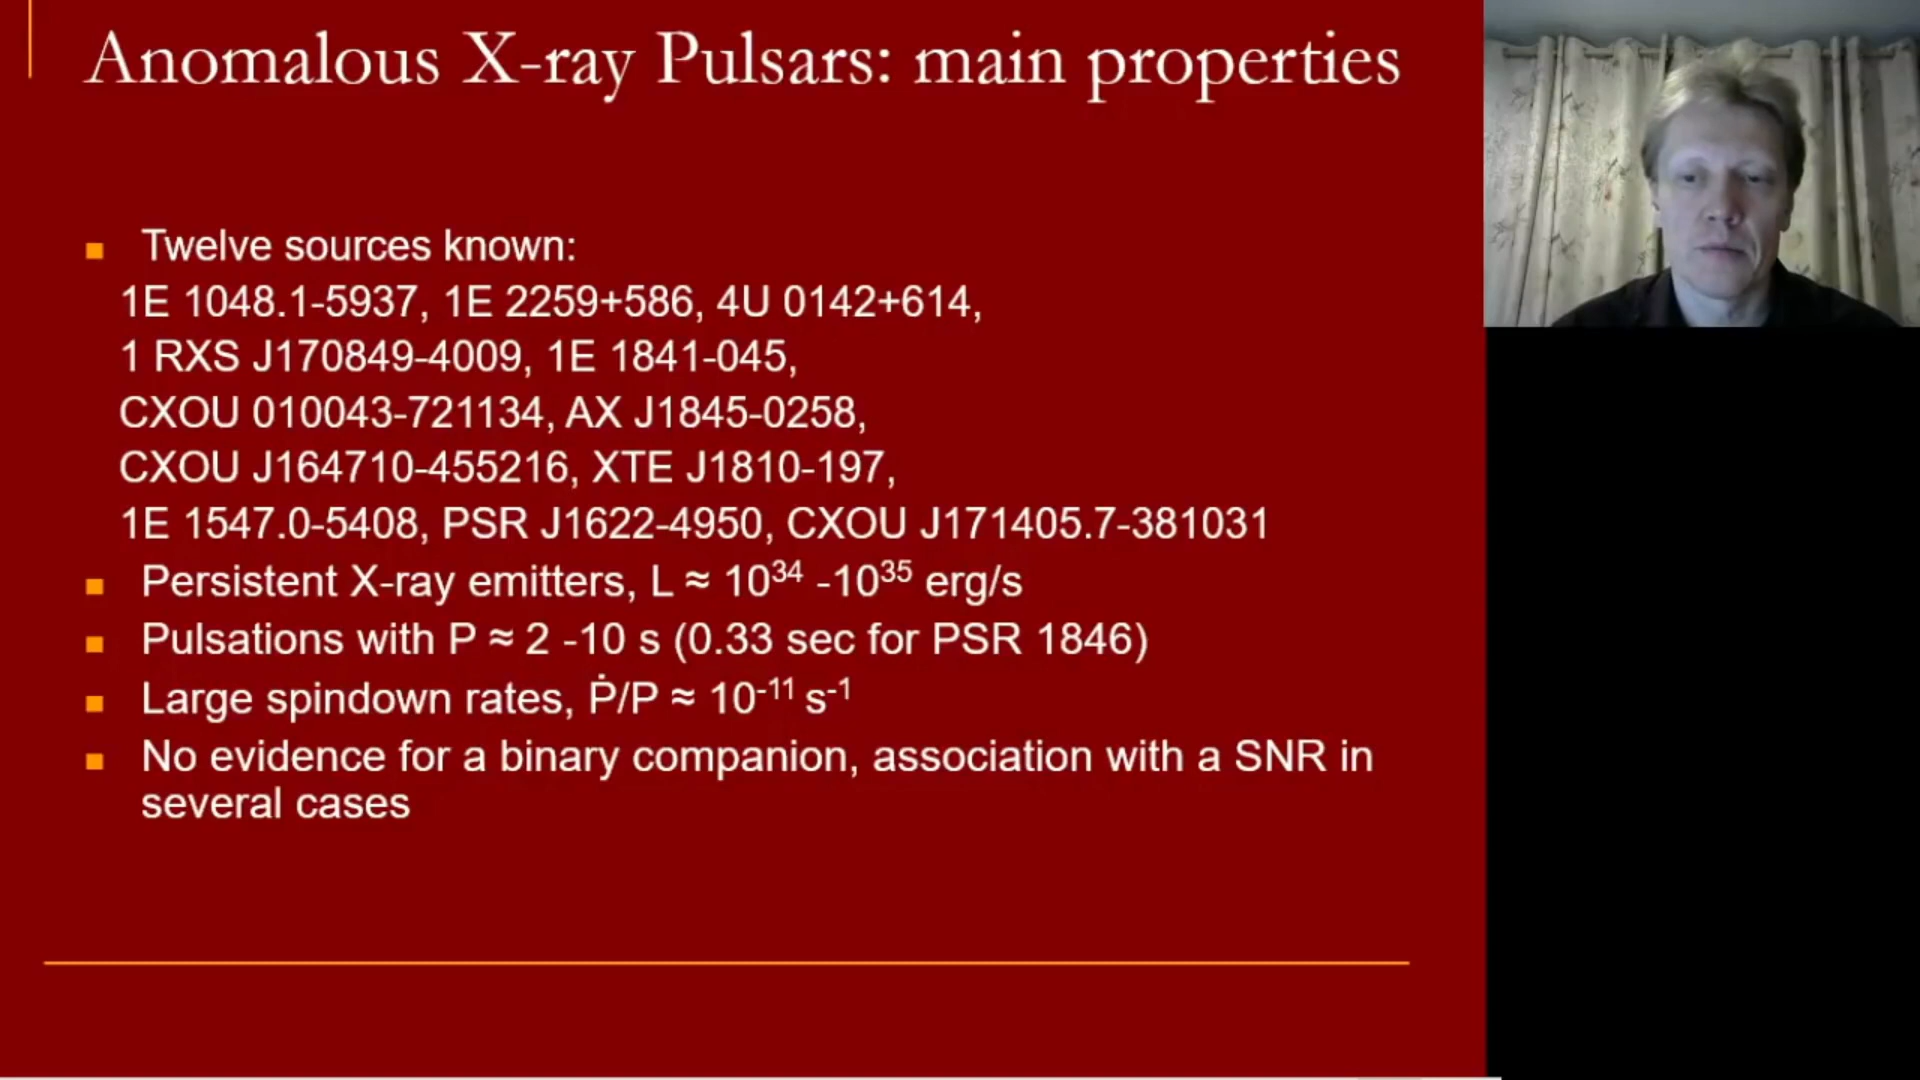 Anomalous X-ray Pulsars: main properties
Twelve sources known:
1E 1048.1-5937, 1E 2259+586, 4U 0142+614,
1 RXS J170849-4009, 1E 1841-045,
CXOU 010043-721134, AX J1845-0258,
CXOU J164710-455216, XTE J1810-197,
1E 1547.0-5408, PSR J1622-4950, CXOU J171405.7-381031
Persistent X-ray emitters, L ≈ 10³⁴ -10³⁵ erg/s
Pulsations with P ≈ 2 -10 s (0.33 sec for PSR 1846)
Large spindown rates, Ṗ/P ≈ 10⁻¹¹ s⁻¹
No evidence for a binary companion, association with a SNR in
several cases